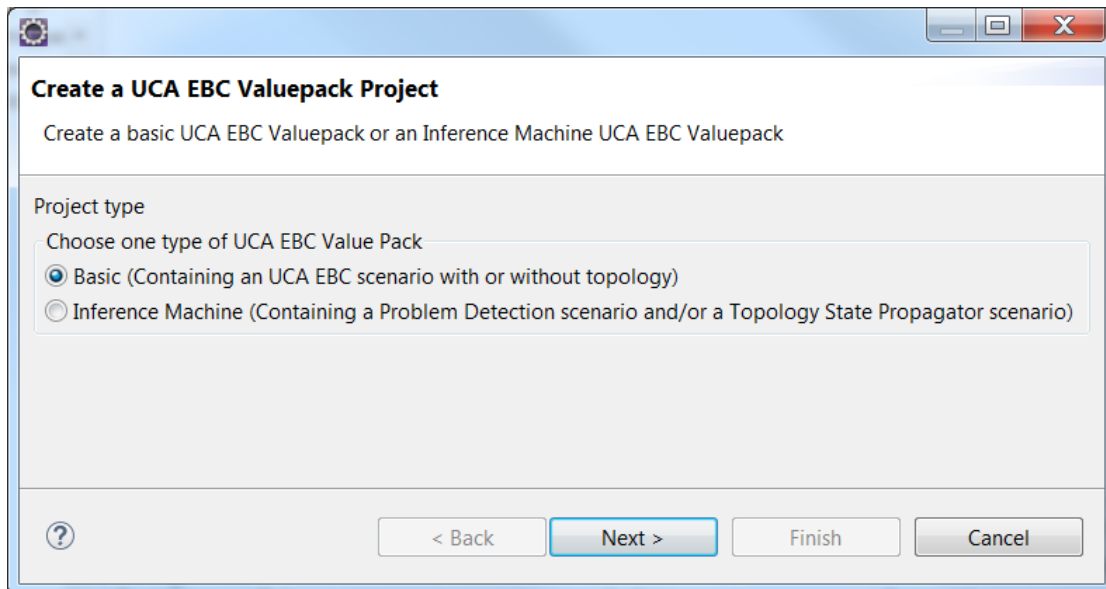 Create a UCA EBC Valuepack Project
Create a basic UCA EBC Valuepack or an Inference Machine UCA EBC Valuepack
Project type
Choose one type of UCA EBC Value Pack
Basic (Containing an UCA EBC scenario with or without topology)
Inference Machine (Containing a Problem Detection scenario and/or a Topology State Propagator scenario)
< Back Next > Finish Cancel